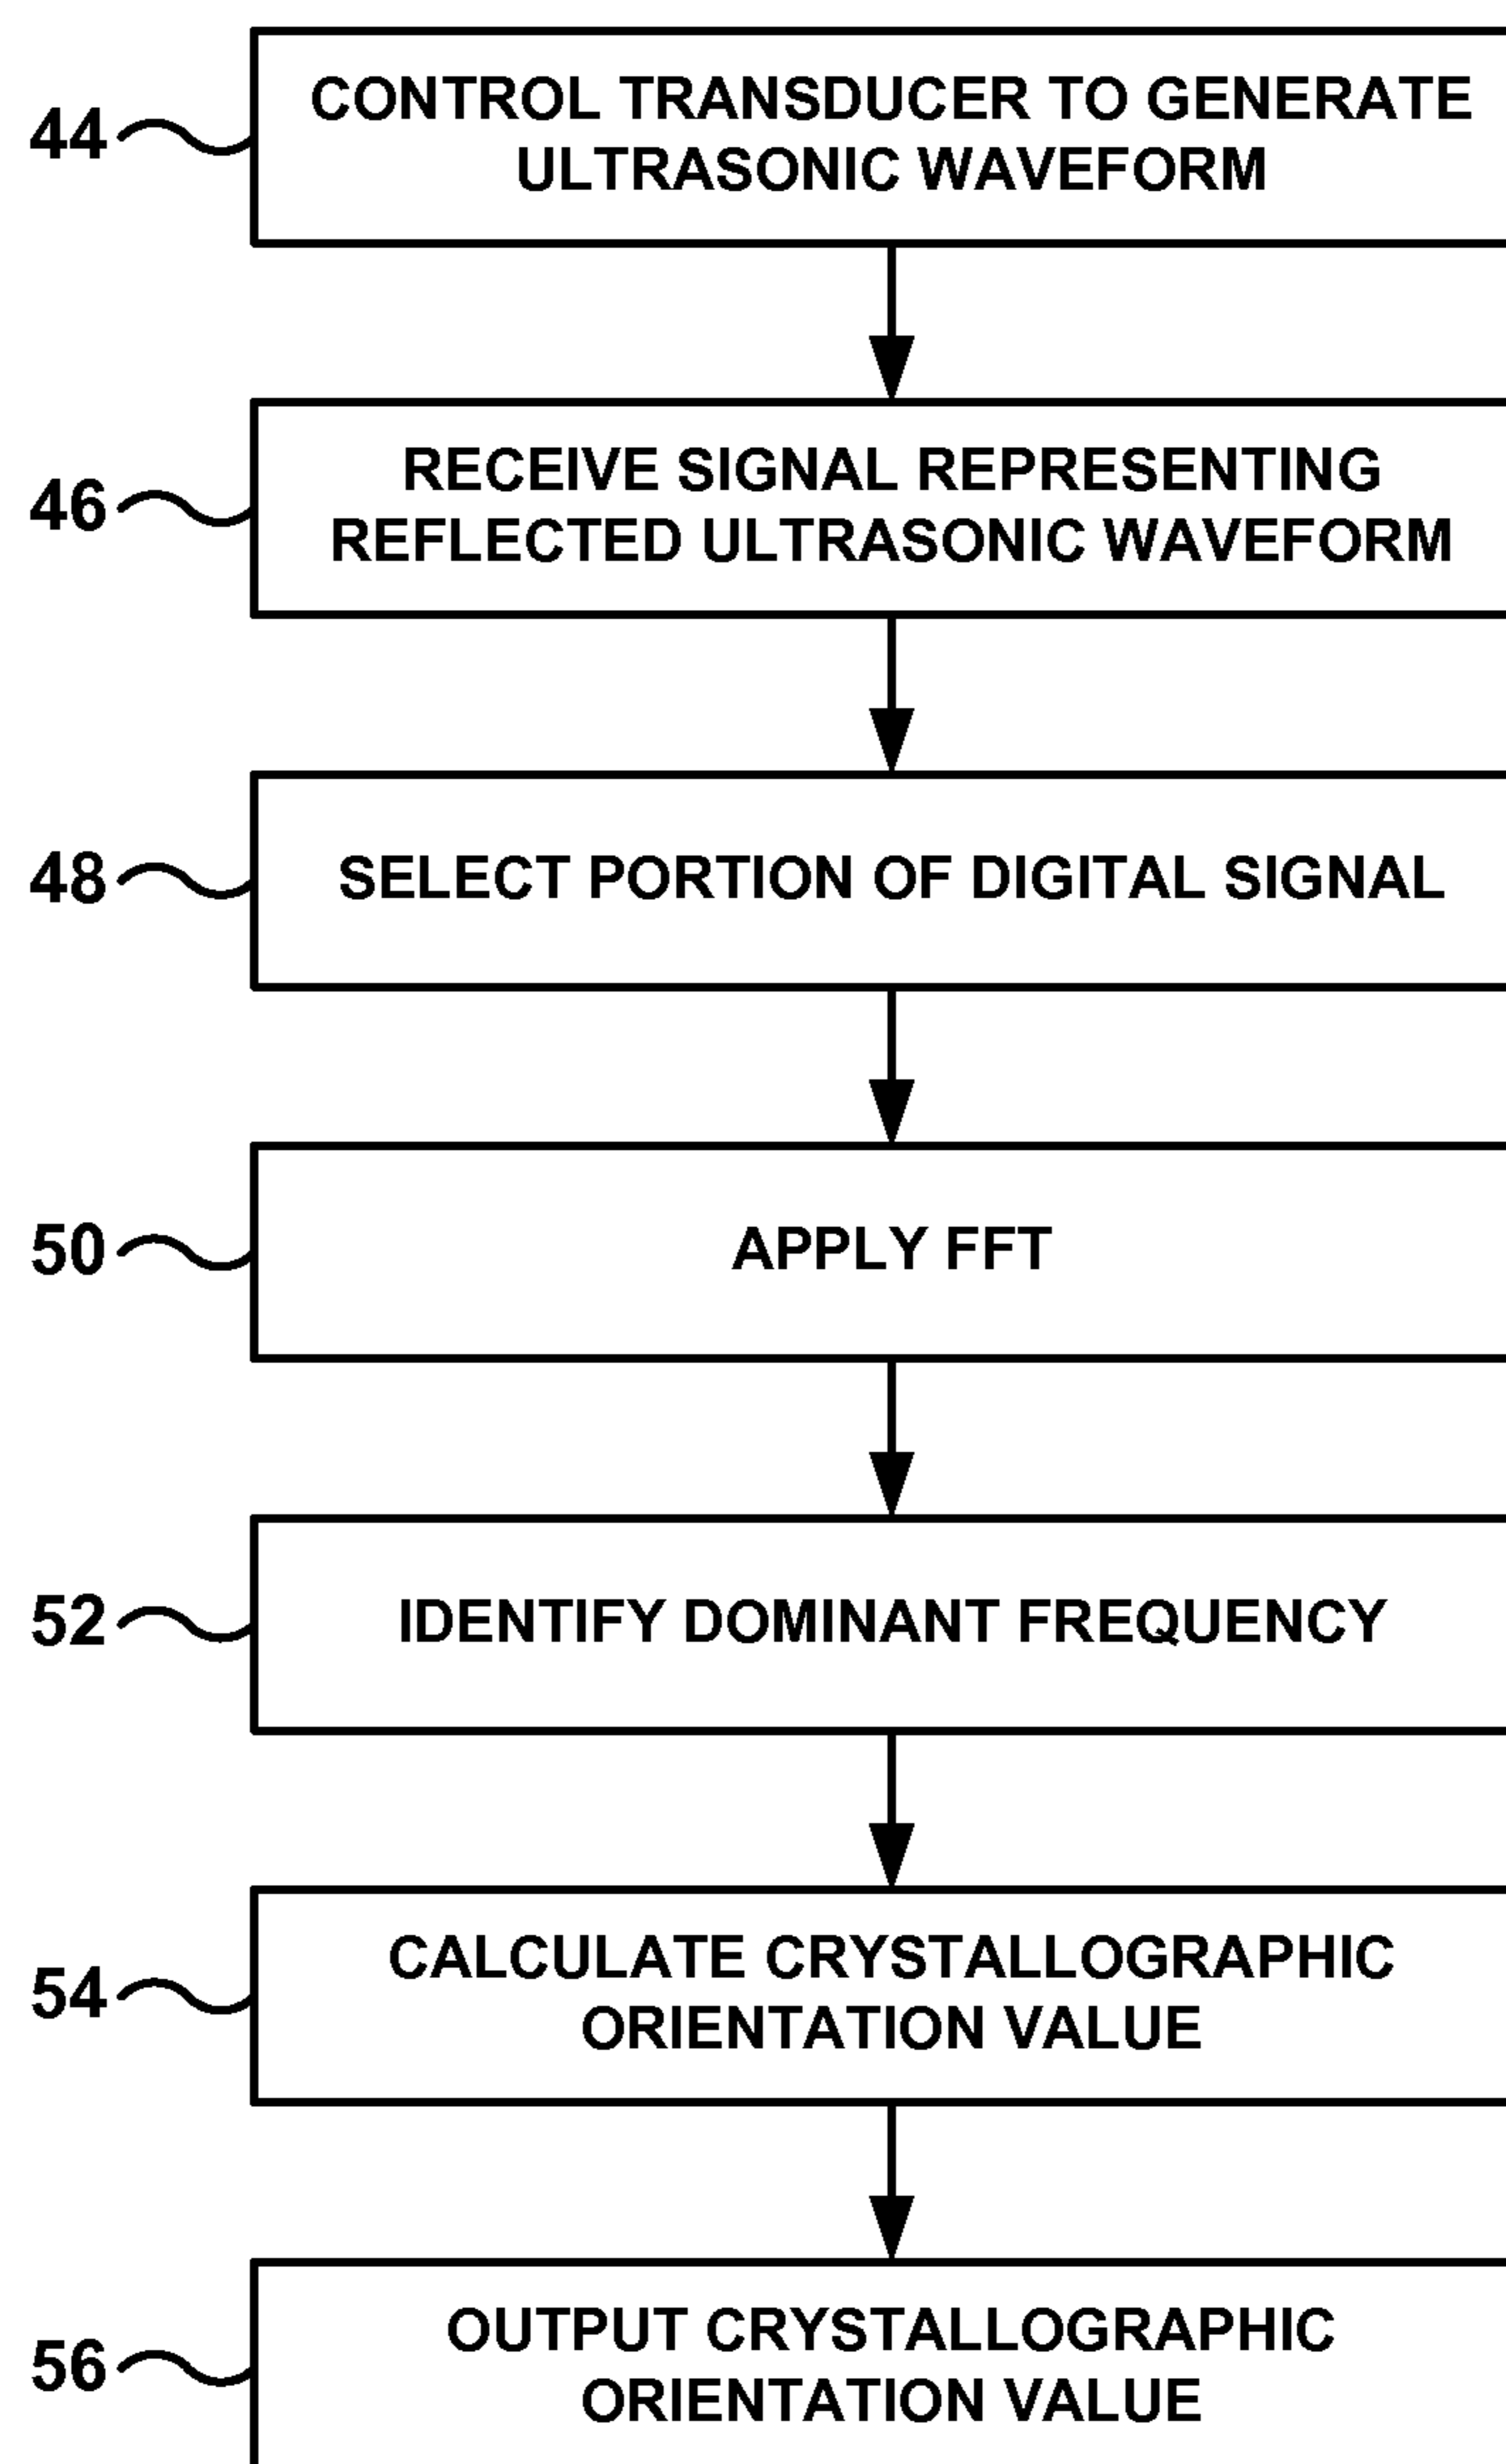 44
CONTROL TRANSDUCER TO GENERATE
ULTRASONIC WAVEFORM
46
RECEIVE SIGNAL REPRESENTING
REFLECTED ULTRASONIC WAVEFORM
48
SELECT PORTION OF DIGITAL SIGNAL
50
APPLY FFT
52
IDENTIFY DOMINANT FREQUENCY
54
CALCULATE CRYSTALLOGRAPHIC
ORIENTATION VALUE
56
OUTPUT CRYSTALLOGRAPHIC
ORIENTATION VALUE